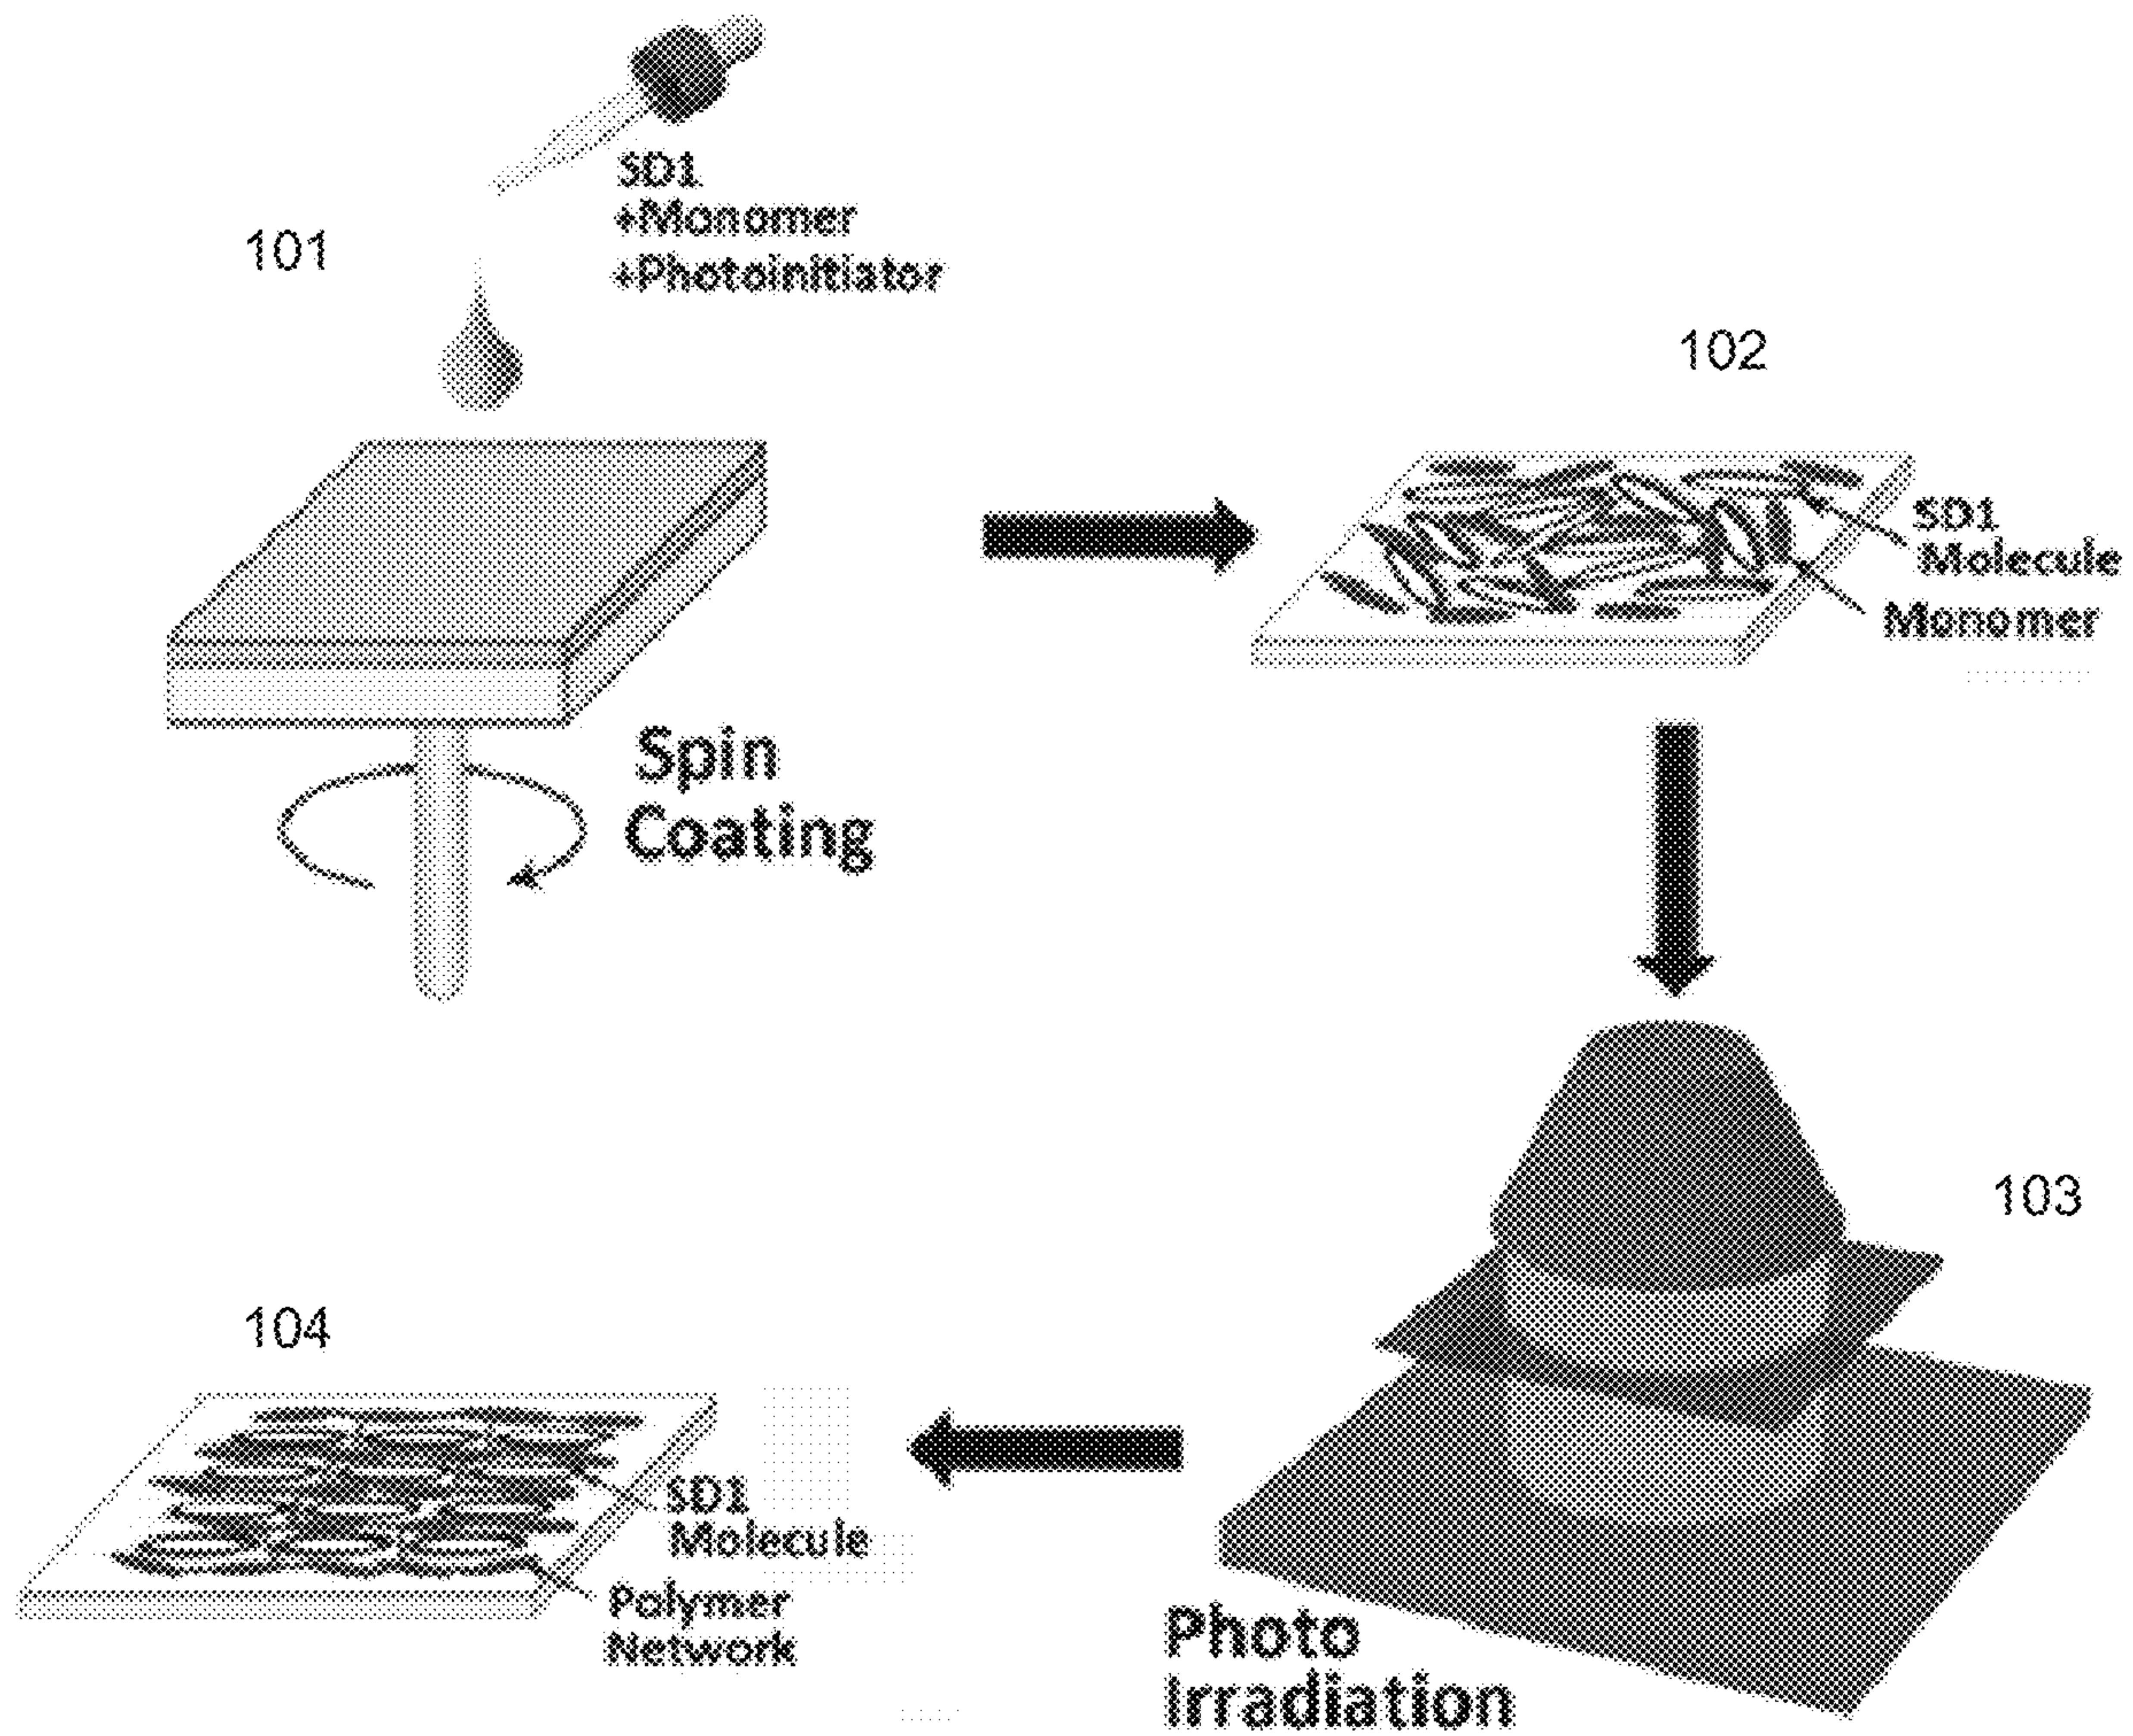 SD1
+Monomer
+Photoinitiator
101
Spin
Coating
102
SD1
Molecule
Monomer
103
Photo
Irradiation
104
SD1
Molecule
Polymer
Network